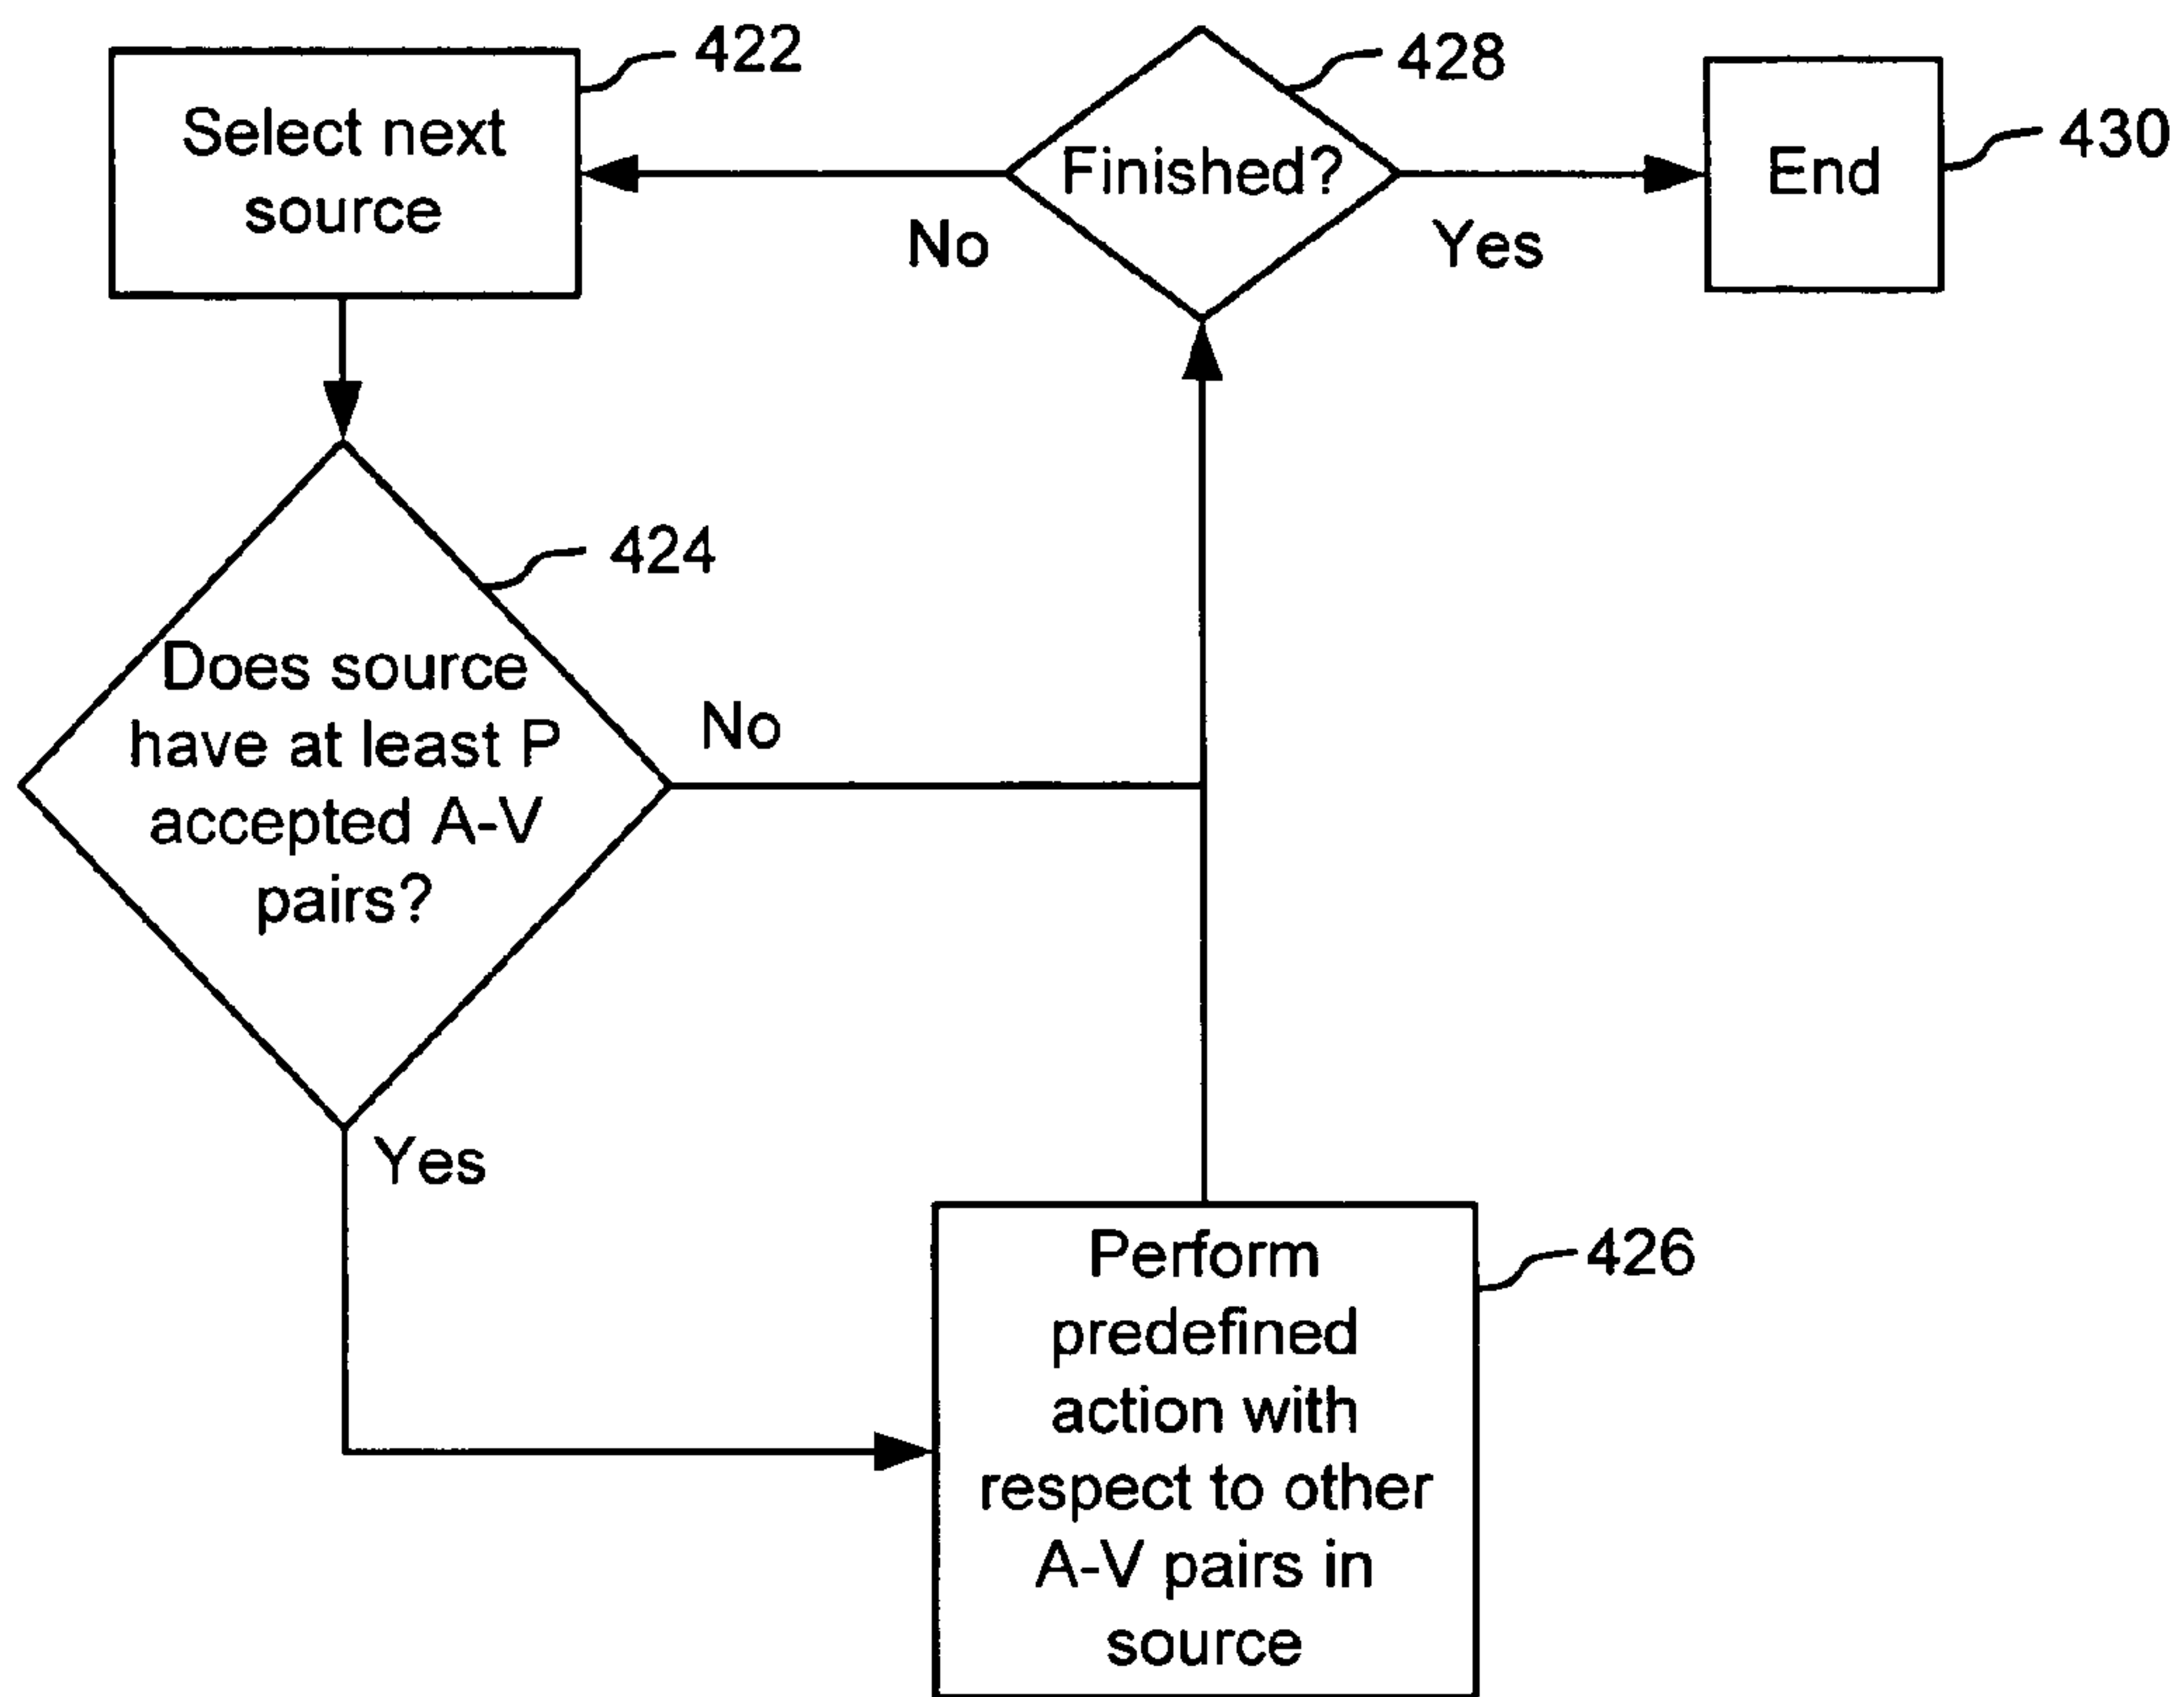 422
Select next
source
428
Finished?
430
End
No
Yes
424
Does source
have at least P
accepted A-V
pairs?
No
Yes
426
Perform
predefined
action with
respect to other
A-V pairs in
source